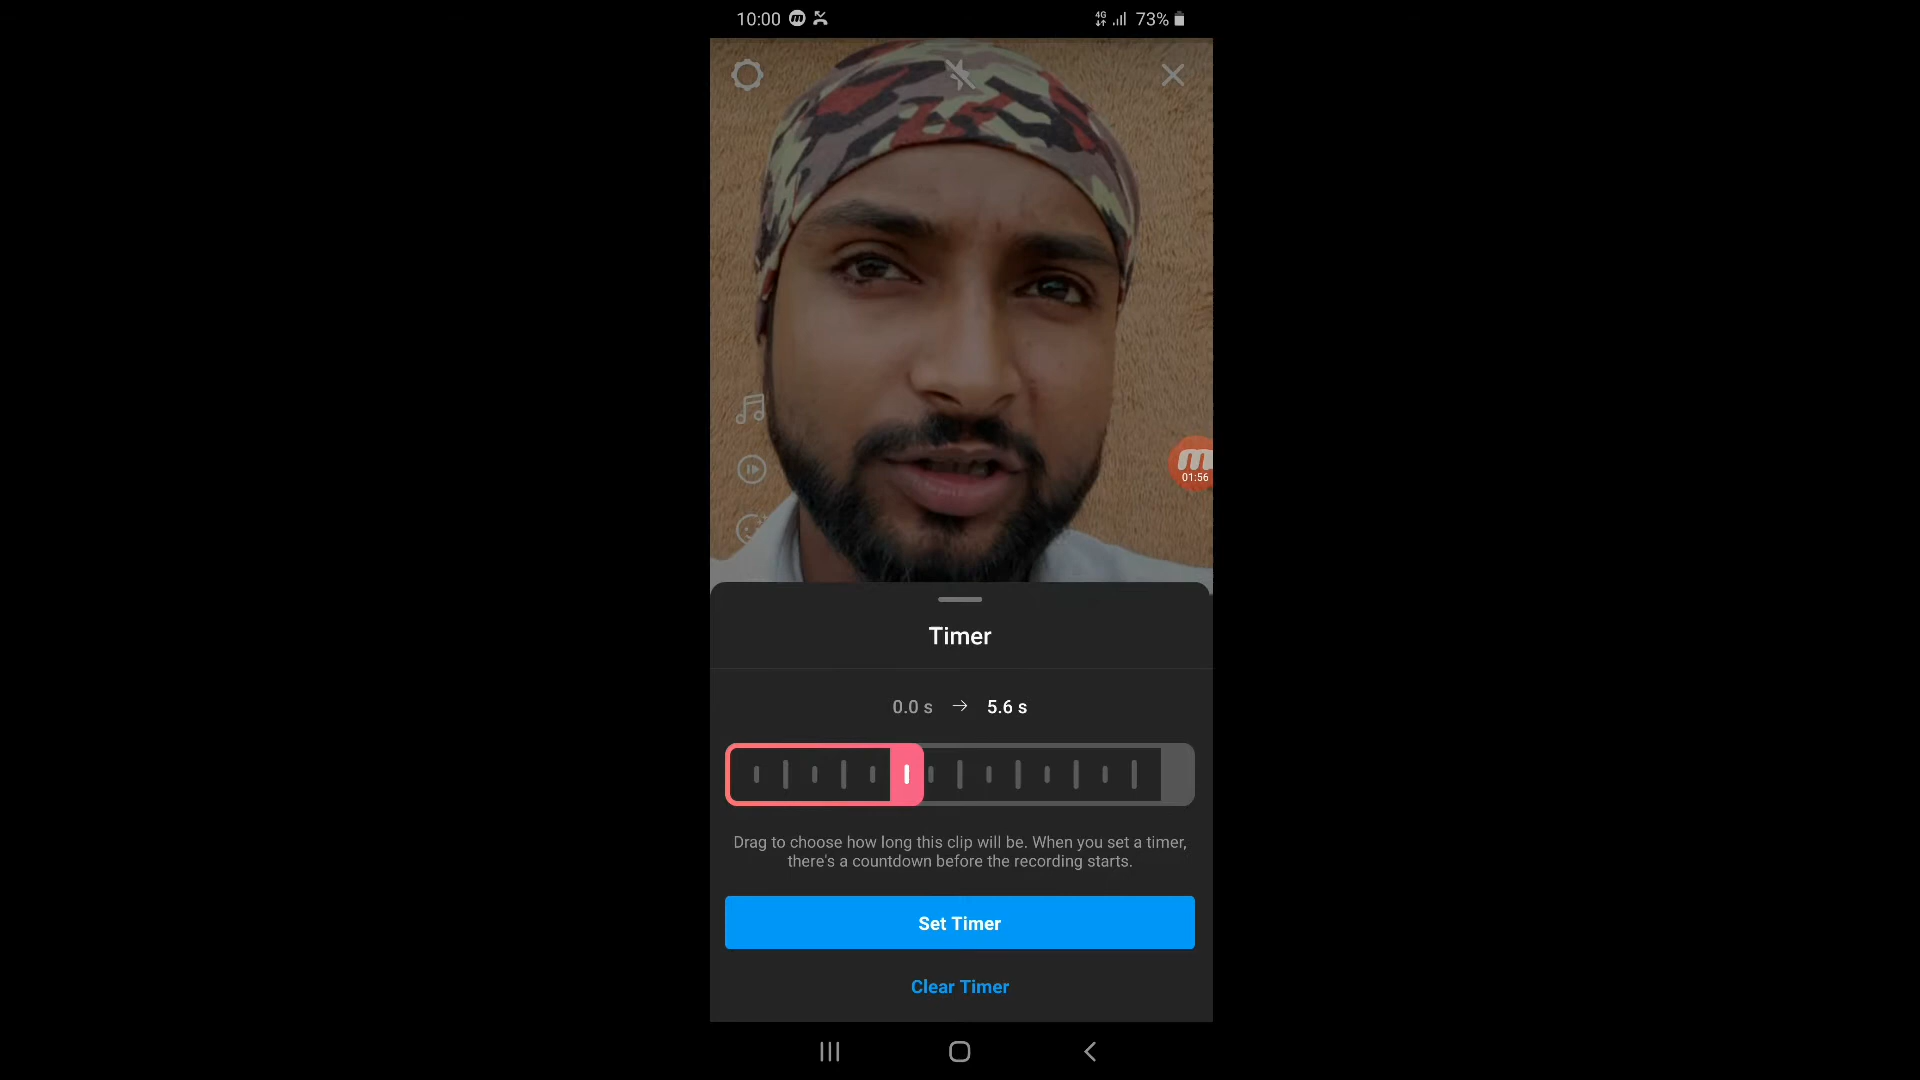 10:00
4G 73%
m
01:56
Timer
0.0 s → 5.6 s
Drag to choose how long this clip will be. When you set a timer,
there's a countdown before the recording starts.
Set Timer
Clear Timer